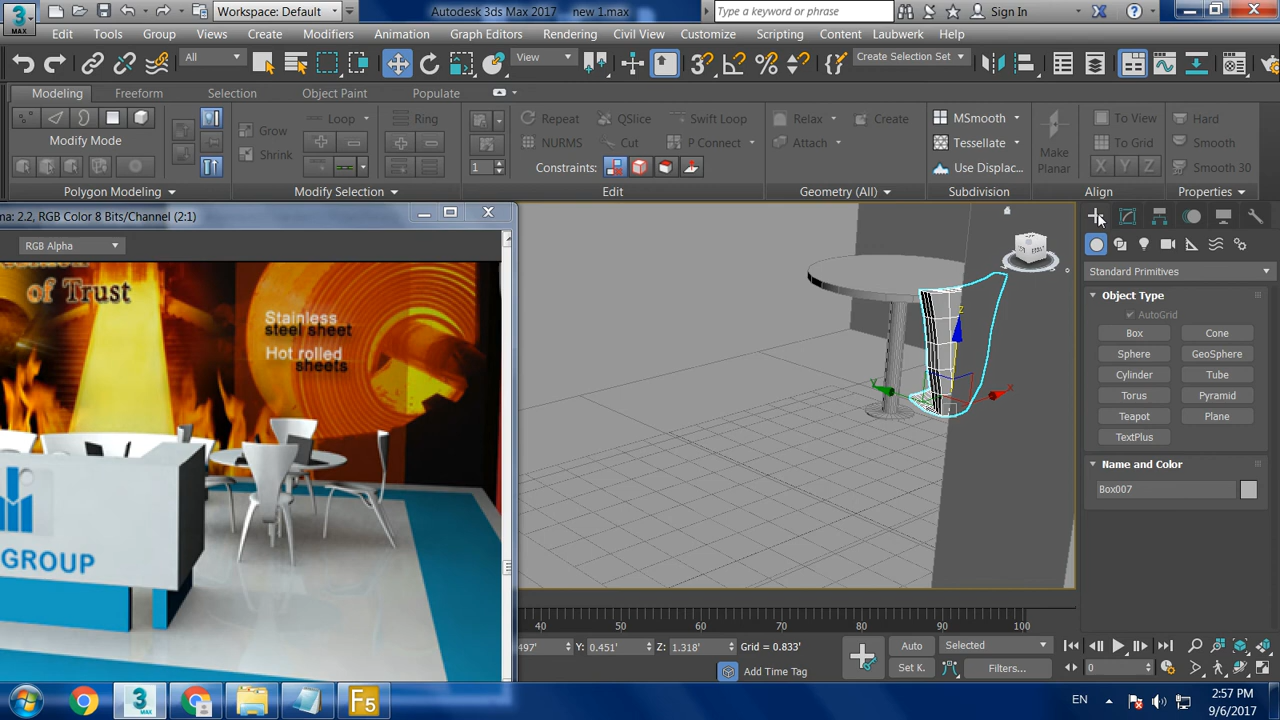 MAX
Workspace: Default
Autodesk 3ds Max 2017 new 1.max
Type a keyword or phrase
Sign In
Edit Tools Group Views Create Modifiers Animation Graph Editors Rendering Civil View Customize Scripting Content Laubwerk Help
All
View
Create Selection Set
Modeling Freeform Selection Object Paint Populate
Modify Mode
Grow
Shrink
Loop
Ring
1
Repeat QSlice Swift Loop
NURMS Cut P Connect
Constraints:
Relax Create
Attach
MSmooth
Tessellate
Use Displac...
Make
Planar
To View
To Grid
X Y Z
Hard
Smooth
Smooth 30
Polygon Modeling Modify Selection Edit Geometry (All) Subdivision Align Properties
ma: 2.2, RGB Color 8 Bits/Channel (2:1)
RGB Alpha
of Trust
Stainless
steel sheet
Hot rolled
sheets
GROUP
Z
Y
X
Standard Primitives
Object Type
AutoGrid
Box Cone
Sphere GeoSphere
Cylinder Tube
Torus Pyramid
Teapot Plane
TextPlus
Name and Color
Box007
40 50 60 70 80 90 100
497' Y: 0.451' Z: 1.318' Grid = 0.833'
Add Time Tag
Auto Selected
Set K. Filters...
0
3
MAX
F5
EN
2:57 PM
9/6/2017